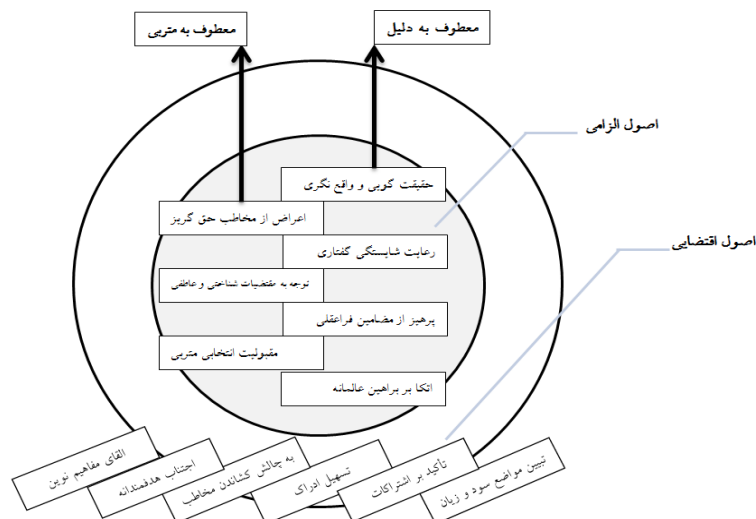 معطوف به دلیل
معطوف به متربی
اصول الزامی
حقیقت گویی و واقع نگری
اعراض از مخاطب حق گریز
رعایت شایستگی گفتاری
اصول اقتضایی
توجه به مقتضیات شناختی و عاطفی
پرهیز از مضامین فراعقلی
مقبولیت انتخابی متربی
اتکا بر براهین عالمانه
تبیین مواضع سود و زیان
تأکید بر اشتراکات
تسهیل ادراک
به چالش کشاندن مخاطب
اجتناب هدفمندانه
القای مفاهیم نوین